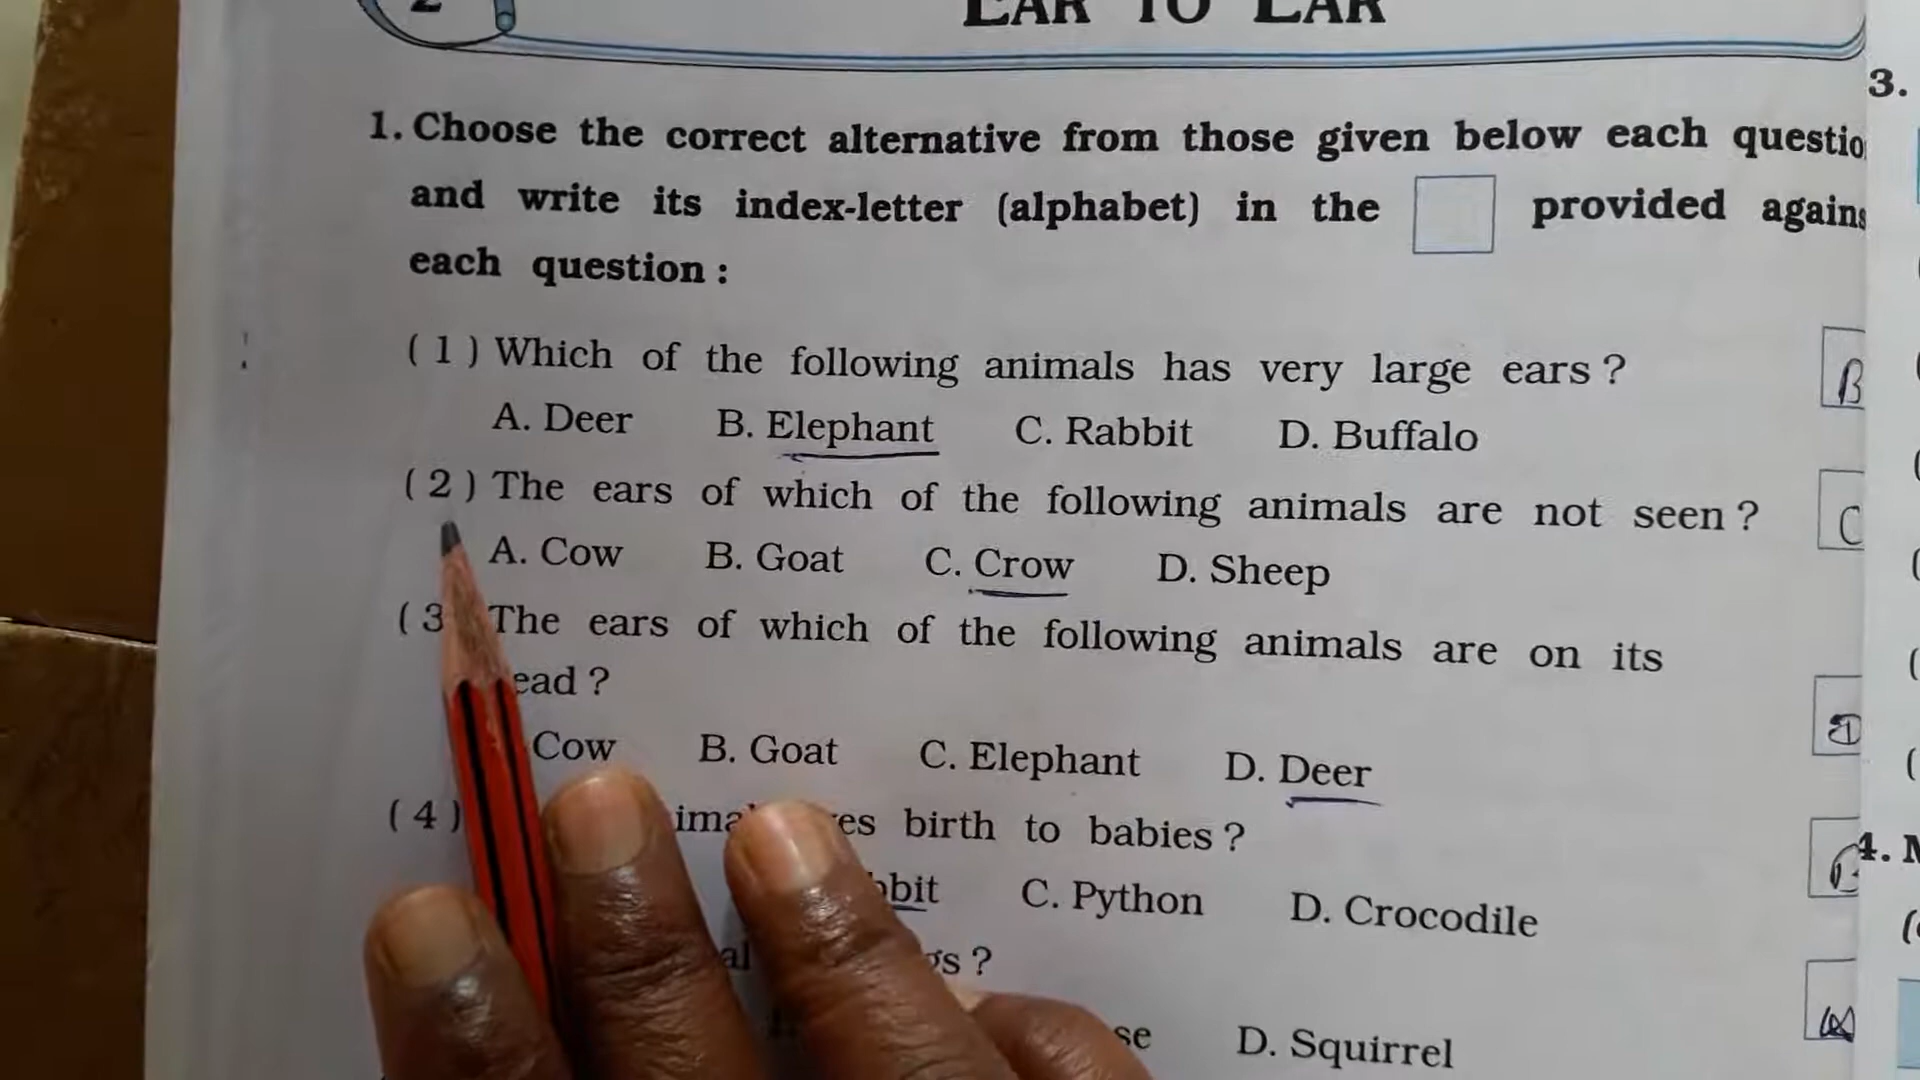 EAR TO EAR
1. Choose the correct alternative from those given below each questio
and write its index-letter (alphabet) in the provided agains
each question :
( 1 ) Which of the following animals has very large ears ? B
A. Deer B. Elephant C. Rabbit D. Buffalo
( 2 ) The ears of which of the following animals are not seen ? C
A. Cow B. Goat C. Crow D. Sheep
( 3 The ears of which of the following animals are on its
ead ?
Cow B. Goat C. Elephant D. Deer D
( 4 ) es birth to babies ?
bbit C. Python D. Crocodile
gs ?
se D. Squirrel
3.
4.